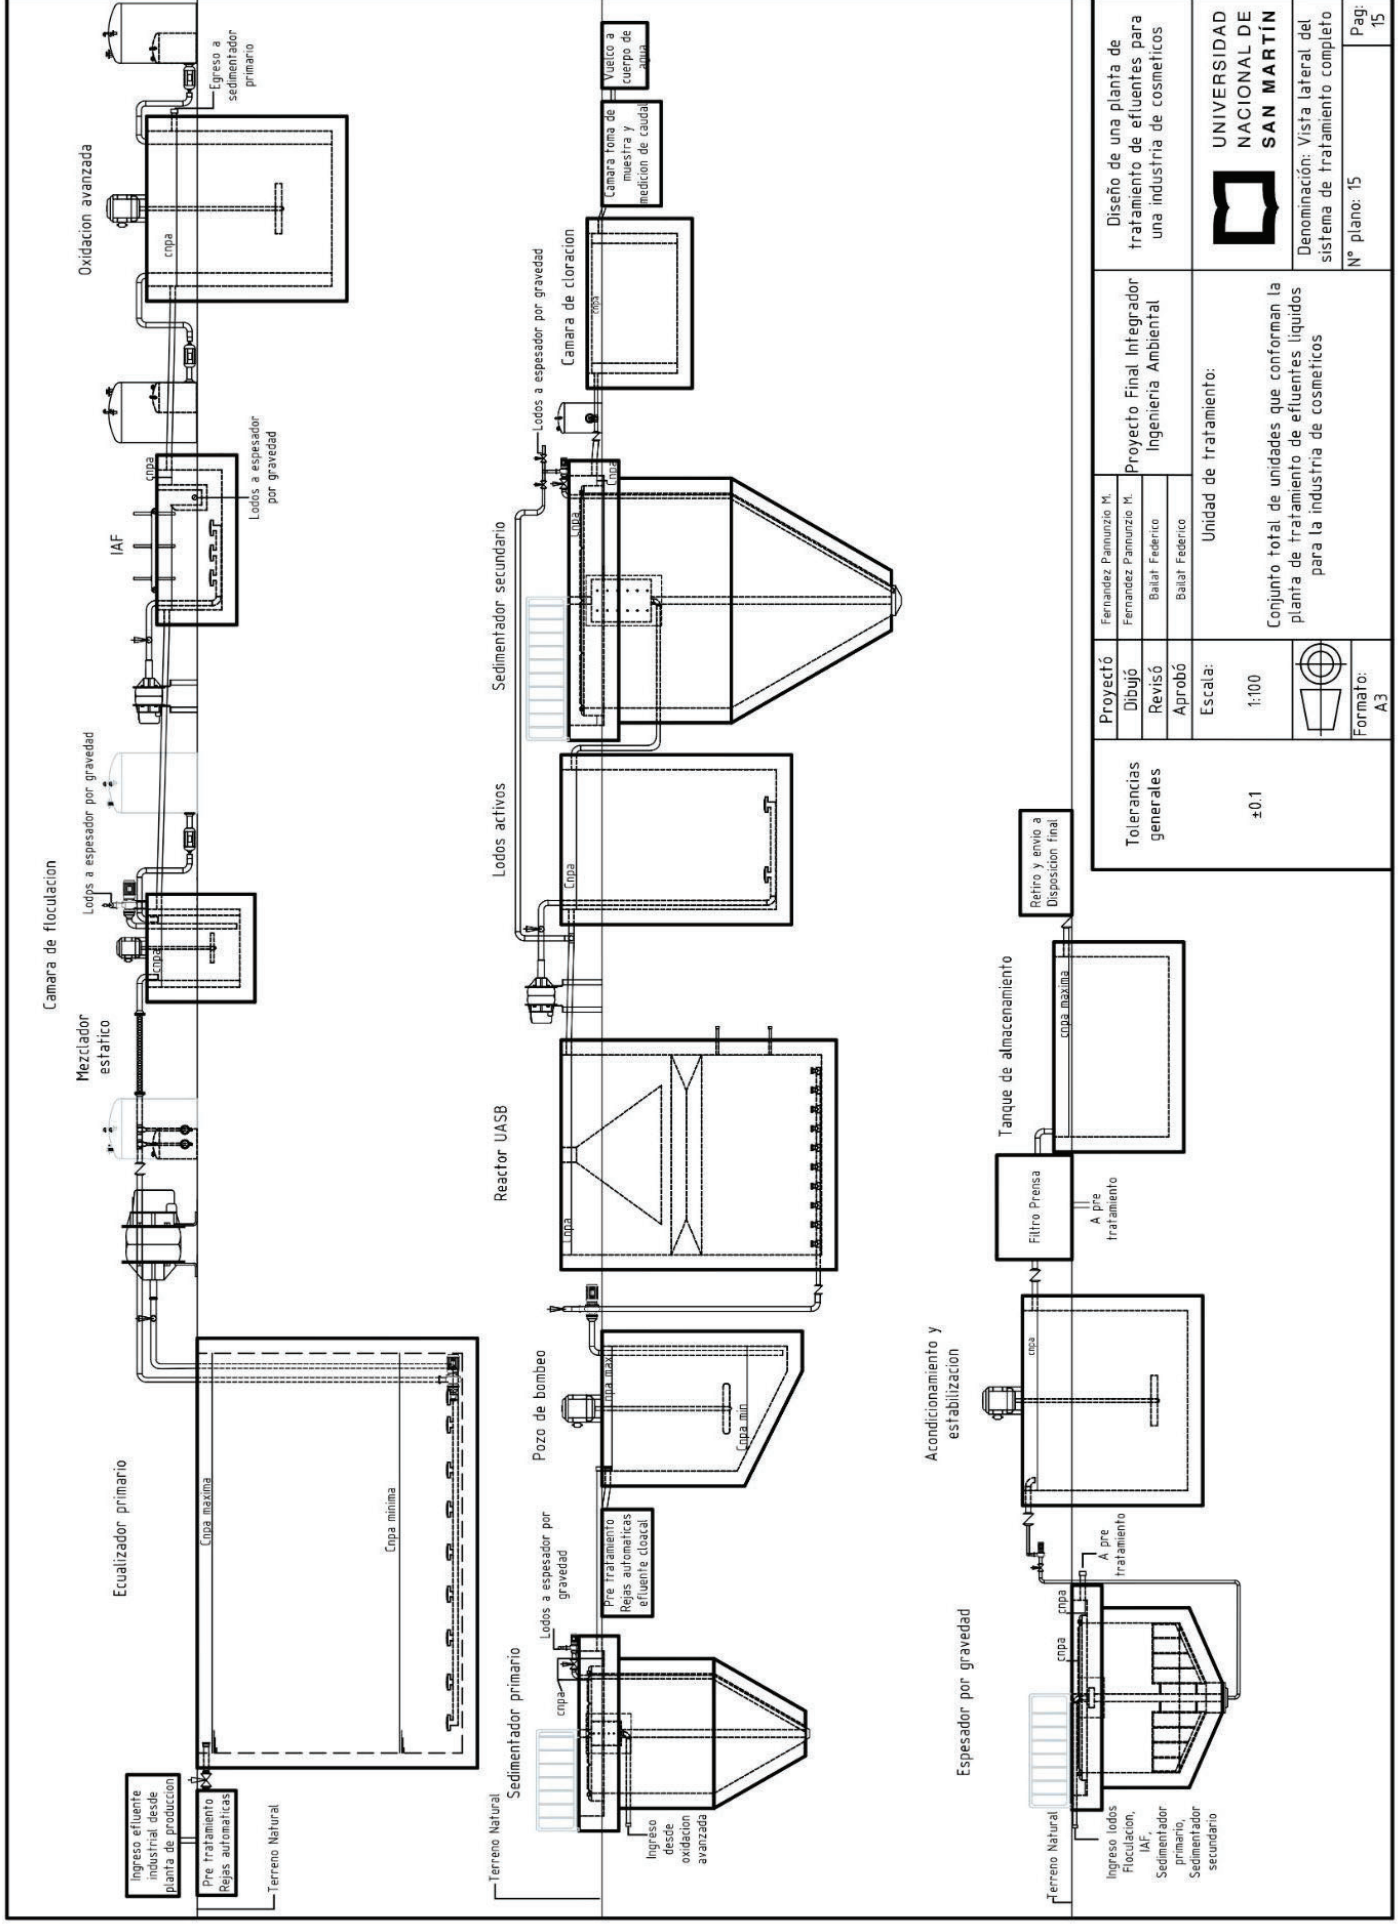 Ingreso efluente
industrial desde
planta de produccion
Pre tratamiento
Rejas automaticas
Terreno Natural
Ecualizador primario
Cnpa maxima
Cnpa minima
Mezclador
estatico
Camara de floculacion
Lodos a espesador por gravedad
cnpa
IAF
cnpa
Lodos a espesador
por gravedad
Oxidacion avanzada
cnpa
Egreso a
sedimentador
primario
Terreno Natural
Sedimentador primario
Ingreso
desde
oxidacion
avanzada
cnpa
Lodos a espesador por
gravedad
Pre tratamiento
Rejas automaticas
efluente cloacal
Pozo de bombeo
cnpa max
Cnpa min
Reactor UASB
Cnpa
Lodos activos
Cnpa
Sedimentador secundario
Cnpa
Cnpa
Lodos a espesador por gravedad
Camara de cloracion
cnpa
Camara toma de
muestra y
medicion de caudal
Vuelco a
cuerpo de
agua
Terreno Natural
Ingreso lodos
Floculacion,
IAF,
Sedimentador
primario,
Sedimentador
secundario
Espesador por gravedad
cnpa
cnpa
A pre
tratamiento
Acondicionamiento y
estabilizacion
cnpa
Filtro Prensa
A pre
tratamiento
Tanque de almacenamiento
cnpa maxima
Retiro y envio a
Disposicion final
Tolerancias
generales
±0.1
Proyectó
Fernandez Pannunzio M.
Dibujó
Fernandez Pannunzio M.
Revisó
Bailat Federico
Aprobó
Bailat Federico
Proyecto Final Integrador
Ingenieria Ambiental
Diseño de una planta de
tratamiento de efluentes para
una industria de cosmeticos
Escala:
1:100
Unidad de tratamiento:
Conjunto total de unidades que conforman la
planta de tratamiento de efluentes liquidos
para la industria de cosmeticos
UNIVERSIDAD
NACIONAL DE
SAN MARTÍN
Denominación: Vista lateral del
sistema de tratamiento completo
Formato:
A3
N° plano: 15
Pag:
15